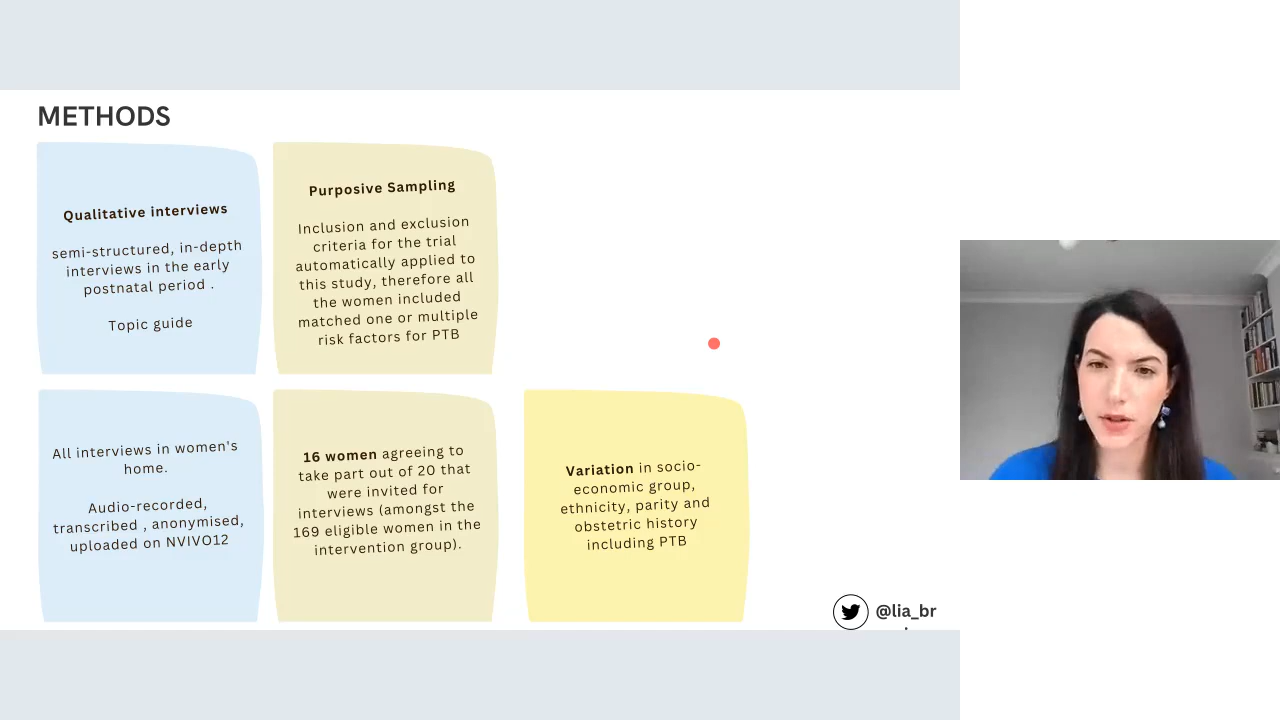 METHODS
Qualitative interviews
semi-structured, in-depth
interviews in the early
postnatal period .
Topic guide
Purposive Sampling
Inclusion and exclusion
criteria for the trial
automatically applied to
this study, therefore all
the women included
matched one or multiple
risk factors for PTB
All interviews in women's
home.
Audio-recorded,
transcribed , anonymised,
uploaded on NVIVO12
16 women agreeing to
take part out of 20 that
were invited for
interviews (amongst the
169 eligible women in the
intervention group).
Variation in socio-
economic group,
ethnicity, parity and
obstetric history
including PTB
@lia_br